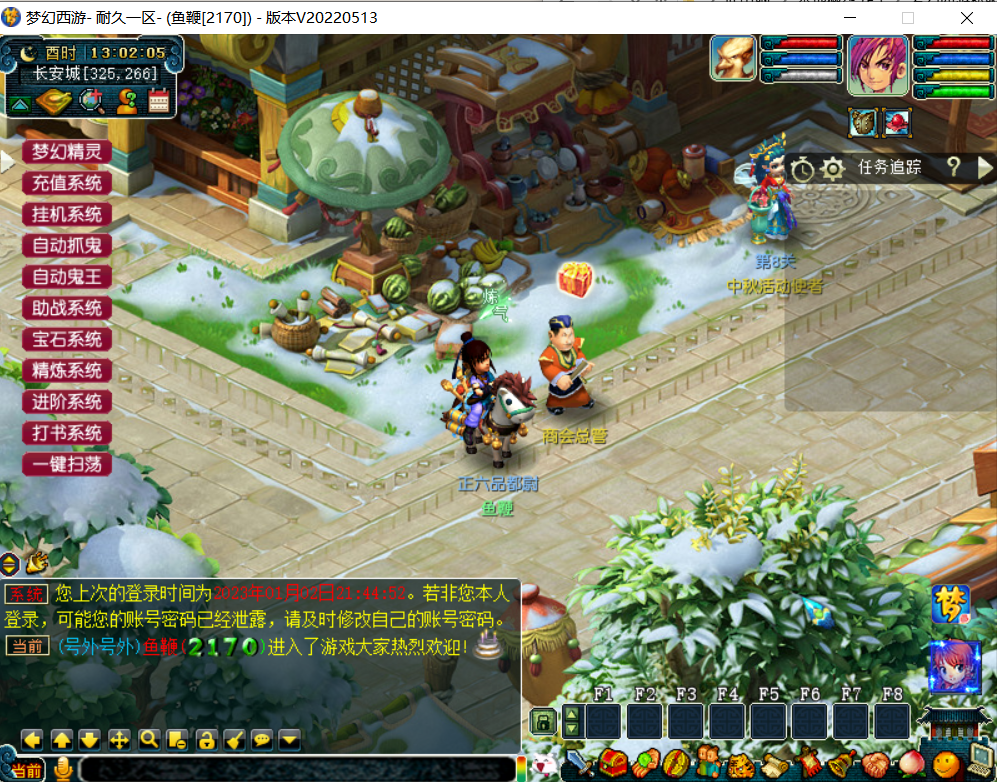 梦幻西游- 耐久一区- (鱼鞭[2170]) - 版本V20220513
酉时 13:02:05
长安城[325,266]
任务追踪 ?
梦幻精灵
充值系统
挂机系统
自动抓鬼
自动鬼王
助战系统
宝石系统
精炼系统
进阶系统
打书系统
一键扫荡
第8关
中秋活动使者
炼气
商会总管
正六品都尉
鱼鞭
系统 您上次的登录时间为2023年01月02日21:44:52。若非您本人
登录，可能您的账号密码已经泄露，请及时修改自己的账号密码。
当前 (号外号外)鱼鞭(2170)进入了游戏大家热烈欢迎!
梦
F1 F2 F3 F4 F5 F6 F7 F8
当前